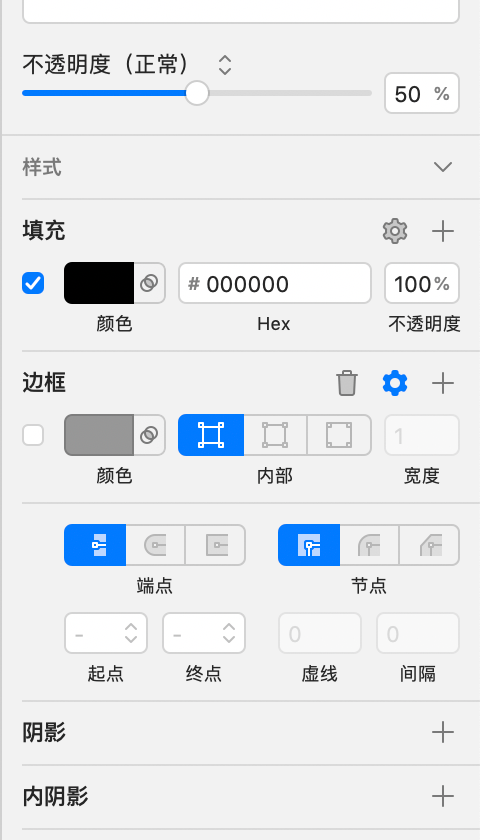 不透明度（正常）
50 %
样式
填充
# 000000 100%
颜色 Hex 不透明度
边框
1
颜色 内部 宽度
端点 节点
- - 0 0
起点 终点 虚线 间隔
阴影
内阴影